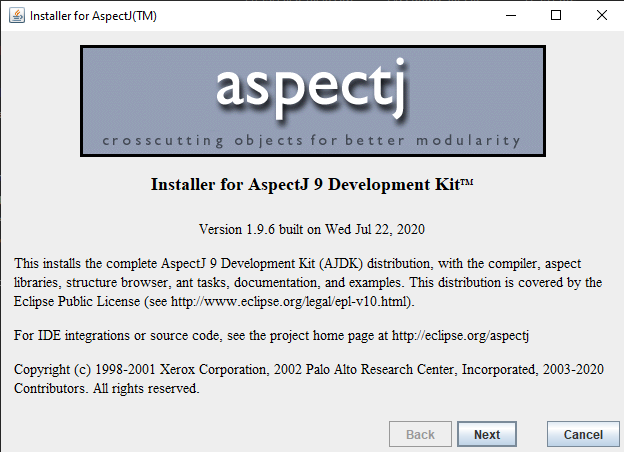 Installer for AspectJ(TM)
aspectj
crosscutting objects for better modularity
Installer for AspectJ 9 Development Kit™
Version 1.9.6 built on Wed Jul 22, 2020
This installs the complete AspectJ 9 Development Kit (AJDK) distribution, with the compiler, aspect
libraries, structure browser, ant tasks, documentation, and examples. This distribution is covered by the
Eclipse Public License (see http://www.eclipse.org/legal/epl-v10.html).
For IDE integrations or source code, see the project home page at http://eclipse.org/aspectj
Copyright (c) 1998-2001 Xerox Corporation, 2002 Palo Alto Research Center, Incorporated, 2003-2020
Contributors. All rights reserved.
Back Next Cancel